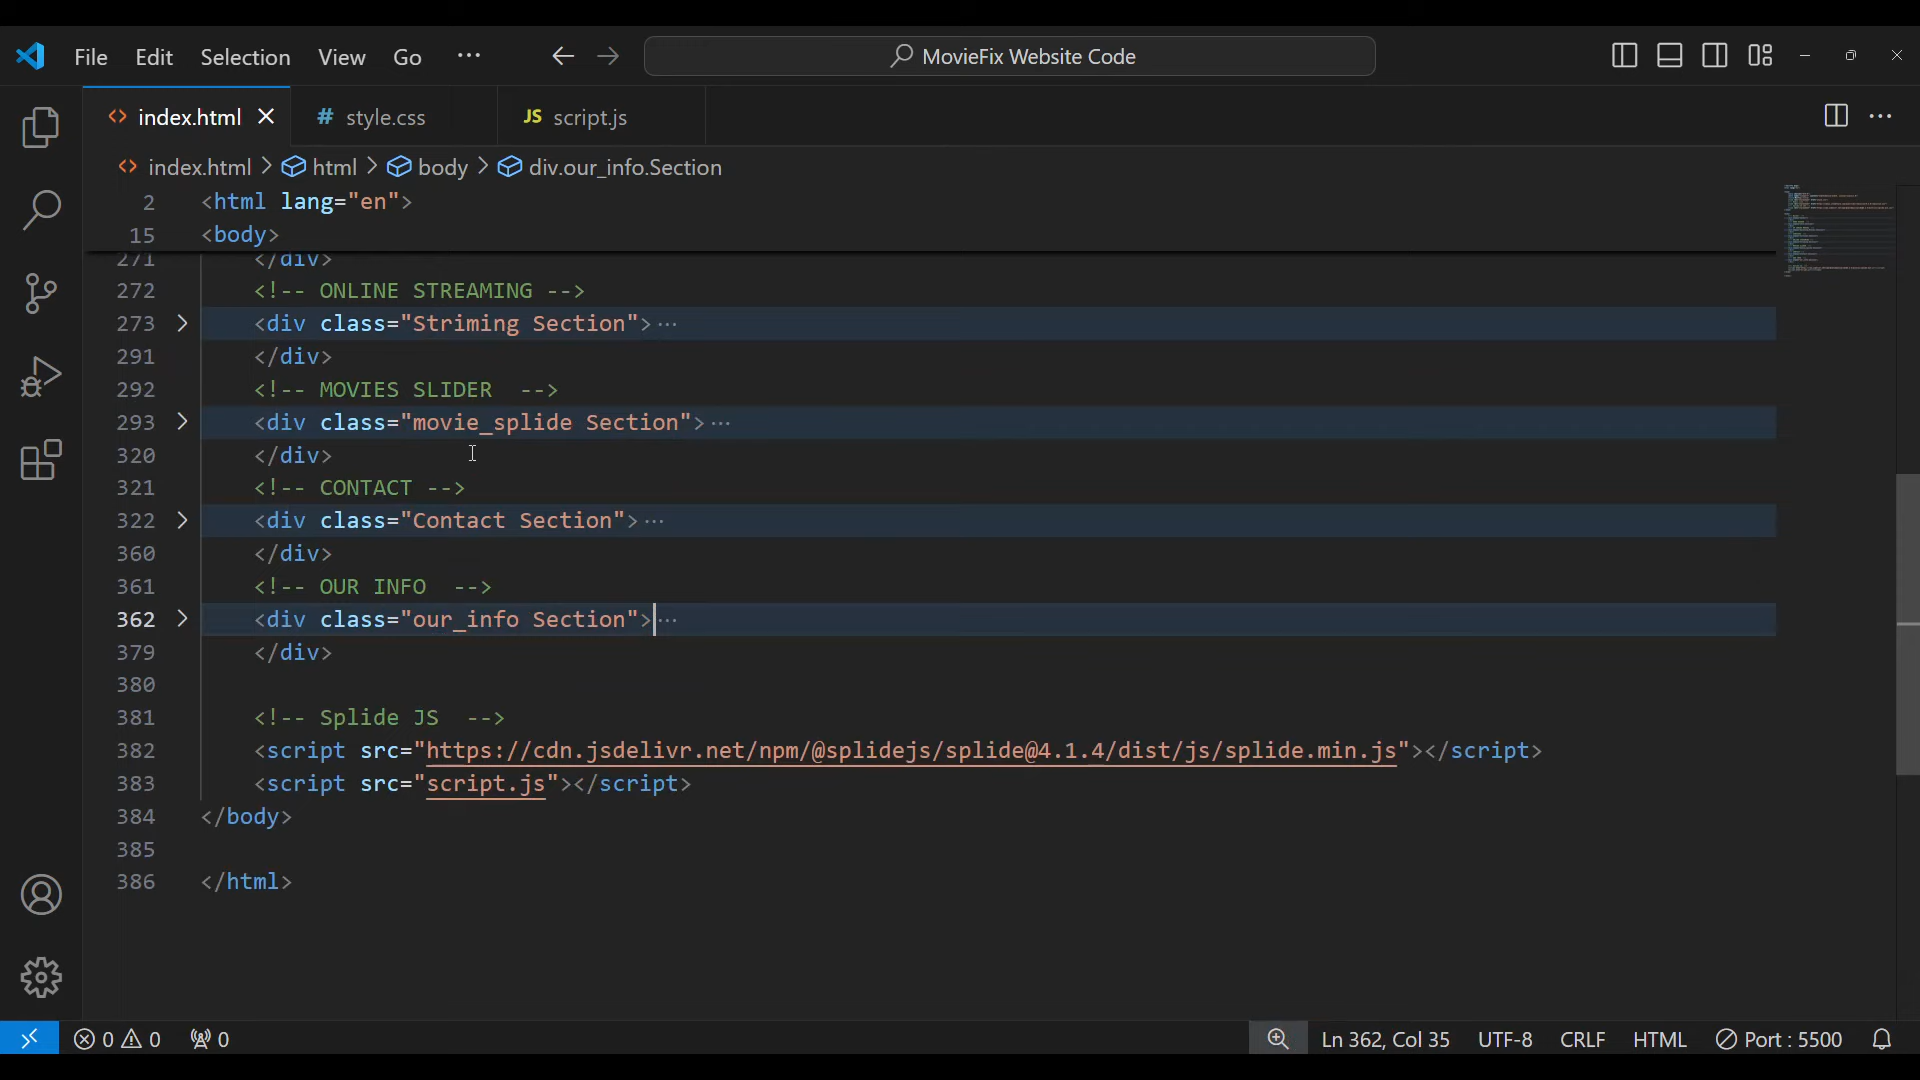 File Edit Selection View Go ··· MovieFix Website Code
index.html # style.css JS script.js
index.html > html > body > div.our_info.Section
2 <html lang="en">
15 <body>
271 </div>
272 <!-- ONLINE STREAMING -->
273 <div class="Striming Section">···
291 </div>
292 <!-- MOVIES SLIDER  -->
293 <div class="movie_splide Section">···
320 </div>
321 <!-- CONTACT -->
322 <div class="Contact Section">···
360 </div>
361 <!-- OUR INFO  -->
362 <div class="our_info Section">···
379 </div>
380
381 <!-- Splide JS  -->
382 <script src="https://cdn.jsdelivr.net/npm/@splidejs/splide@4.1.4/dist/js/splide.min.js"></script>
383 <script src="script.js"></script>
384 </body>
385
386 </html>
0 0 0 Ln 362, Col 35 UTF-8 CRLF HTML Port : 5500